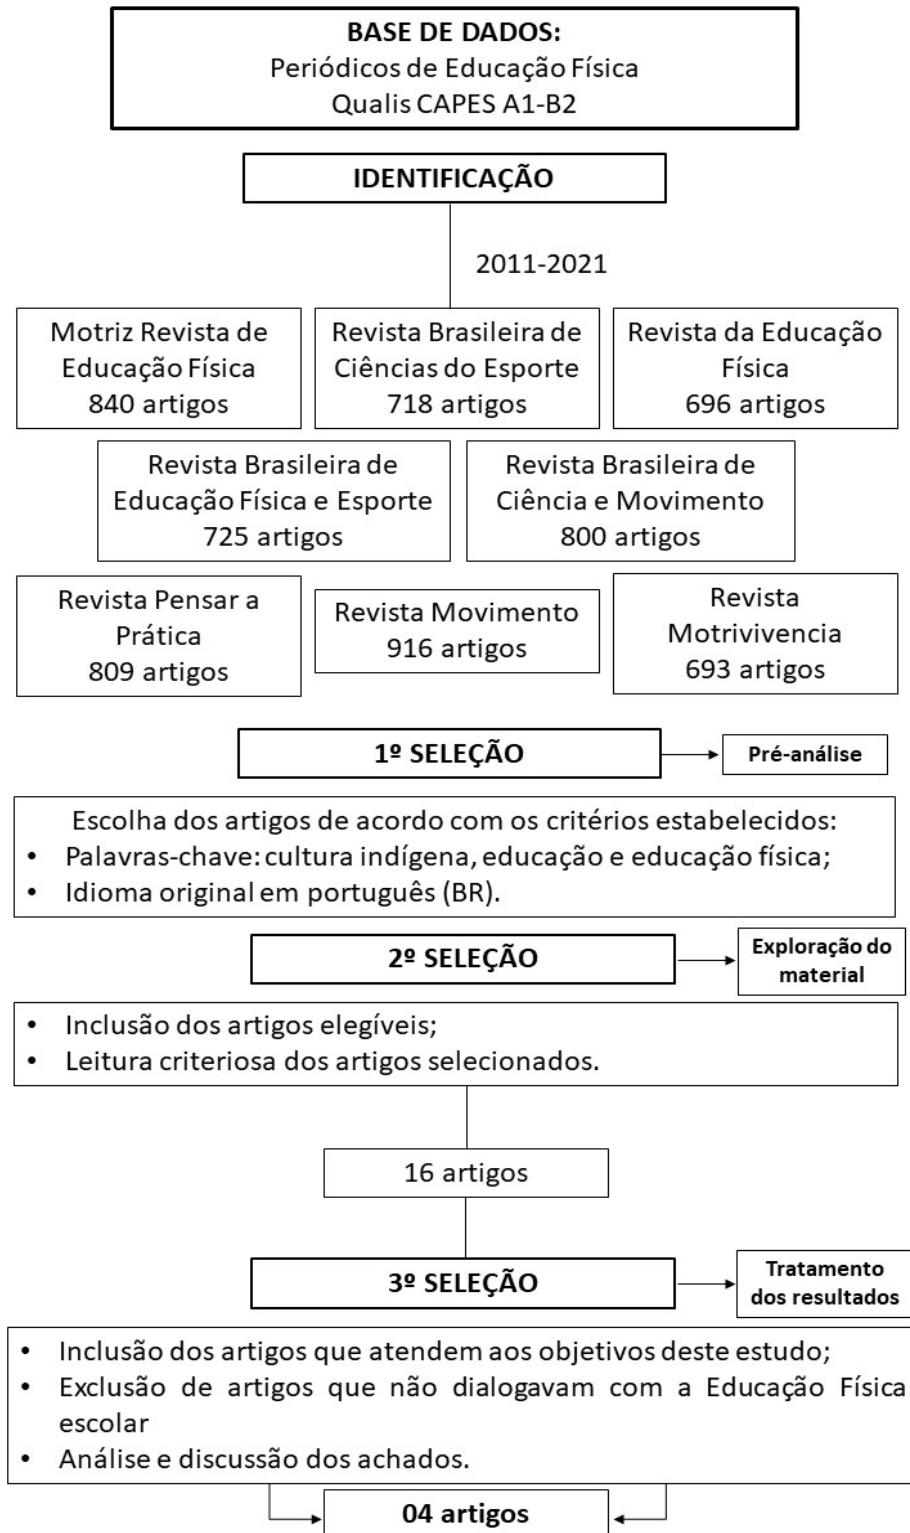 BASE DE DADOS:
Periódicos de Educação Física
Qualis CAPES A1-B2
IDENTIFICAÇÃO
2011-2021
Motriz Revista de
Educação Física
840 artigos
Revista Brasileira de
Ciências do Esporte
718 artigos
Revista da Educação
Física
696 artigos
Revista Brasileira de
Educação Física e Esporte
725 artigos
Revista Brasileira de
Ciência e Movimento
800 artigos
Revista Pensar a
Prática
809 artigos
Revista Movimento
916 artigos
Revista
Motrivivencia
693 artigos
1º SELEÇÃO
Pré-análise
Escolha dos artigos de acordo com os critérios estabelecidos:
• Palavras-chave: cultura indígena, educação e educação física;
• Idioma original em português (BR).
2º SELEÇÃO
Exploração do
material
• Inclusão dos artigos elegíveis;
• Leitura criteriosa dos artigos selecionados.
16 artigos
3º SELEÇÃO
Tratamento
dos resultados
• Inclusão dos artigos que atendem aos objetivos deste estudo;
• Exclusão de artigos que não dialogavam com a Educação Física
escolar
• Análise e discussão dos achados.
04 artigos